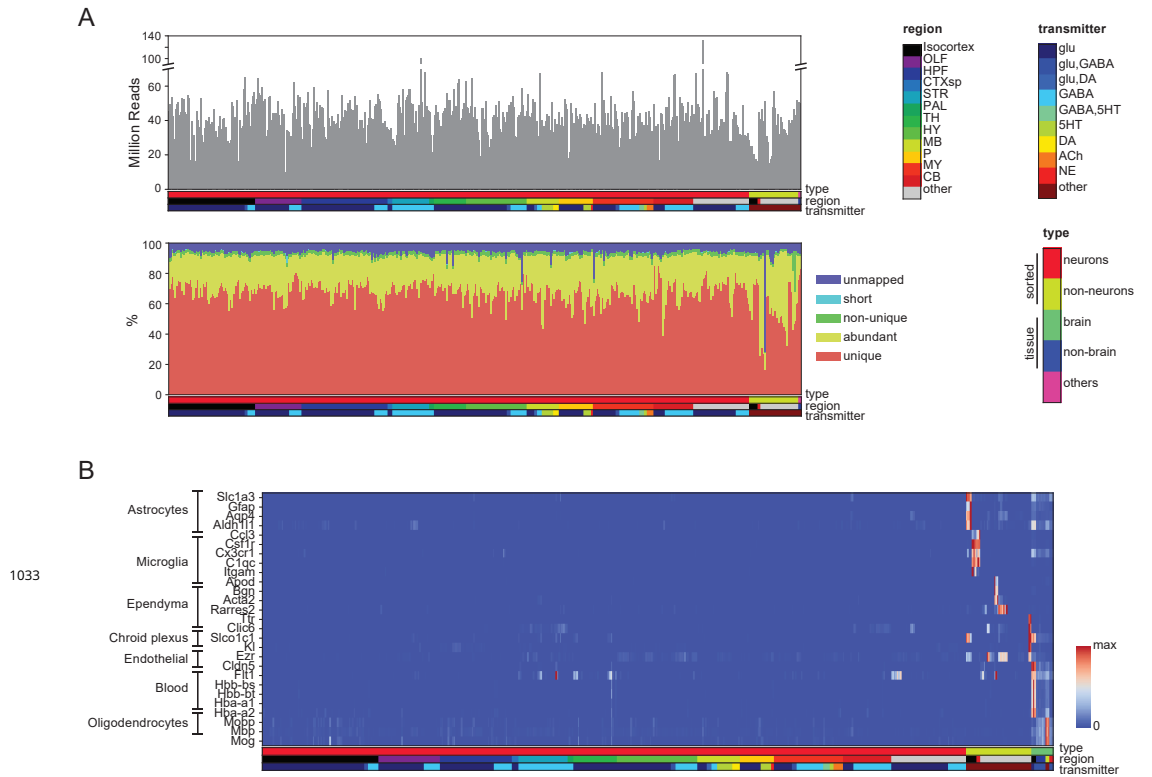 A
140
100
60
40
20
0
Million Reads
type
region
transmitter
region
Isocortex
OLF
HPF
CTXsp
STR
PAL
TH
HY
MB
P
MY
CB
other
transmitter
glu
glu,GABA
glu,DA
GABA
GABA,5HT
5HT
DA
ACh
NE
other
100
80
60
40
20
0
%
type
region
transmitter
unmapped
short
non-unique
abundant
unique
type
sorted
tissue
neurons
non-neurons
brain
non-brain
others
B
Astrocytes
Microglia
Ependyma
Chroid plexus
Endothelial
Blood
Oligodendrocytes
Slc1a3
Gfap
Aqp4
Aldh1l1
Ccl3
Csf1r
Cx3cr1
C1qc
Itgam
Apod
Bgn
Acta2
Rarres2
Ttr
Clic6
Slco1c1
Kl
Ezr
Cldn5
Flt1
Hbb-bs
Hbb-bt
Hba-a1
Hba-a2
Mobp
Mbp
Mog
type
region
transmitter
max
0
1033